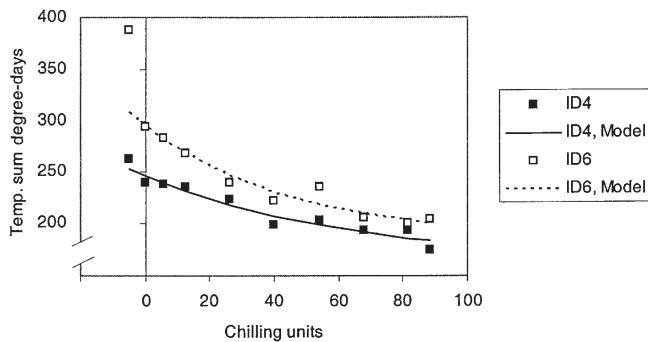 400
350
300
250
200
Temp. sum degree-days
0
20
40
60
80
100
Chilling units
ID4
ID4, Model
ID6
ID6, Model